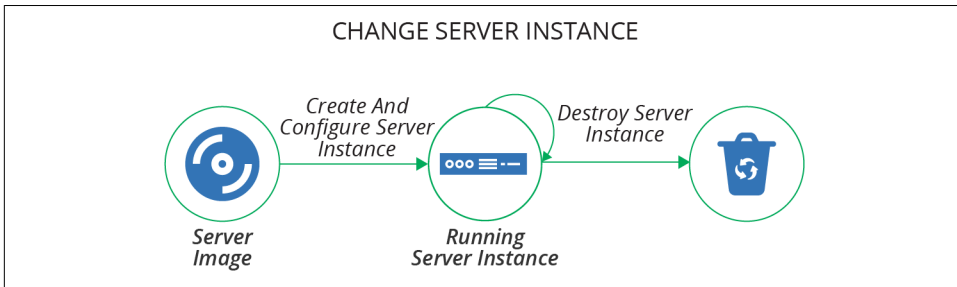 CHANGE SERVER INSTANCE
Create And
Configure Server
Instance
Destroy Server
Instance
Server
Image
Running
Server Instance